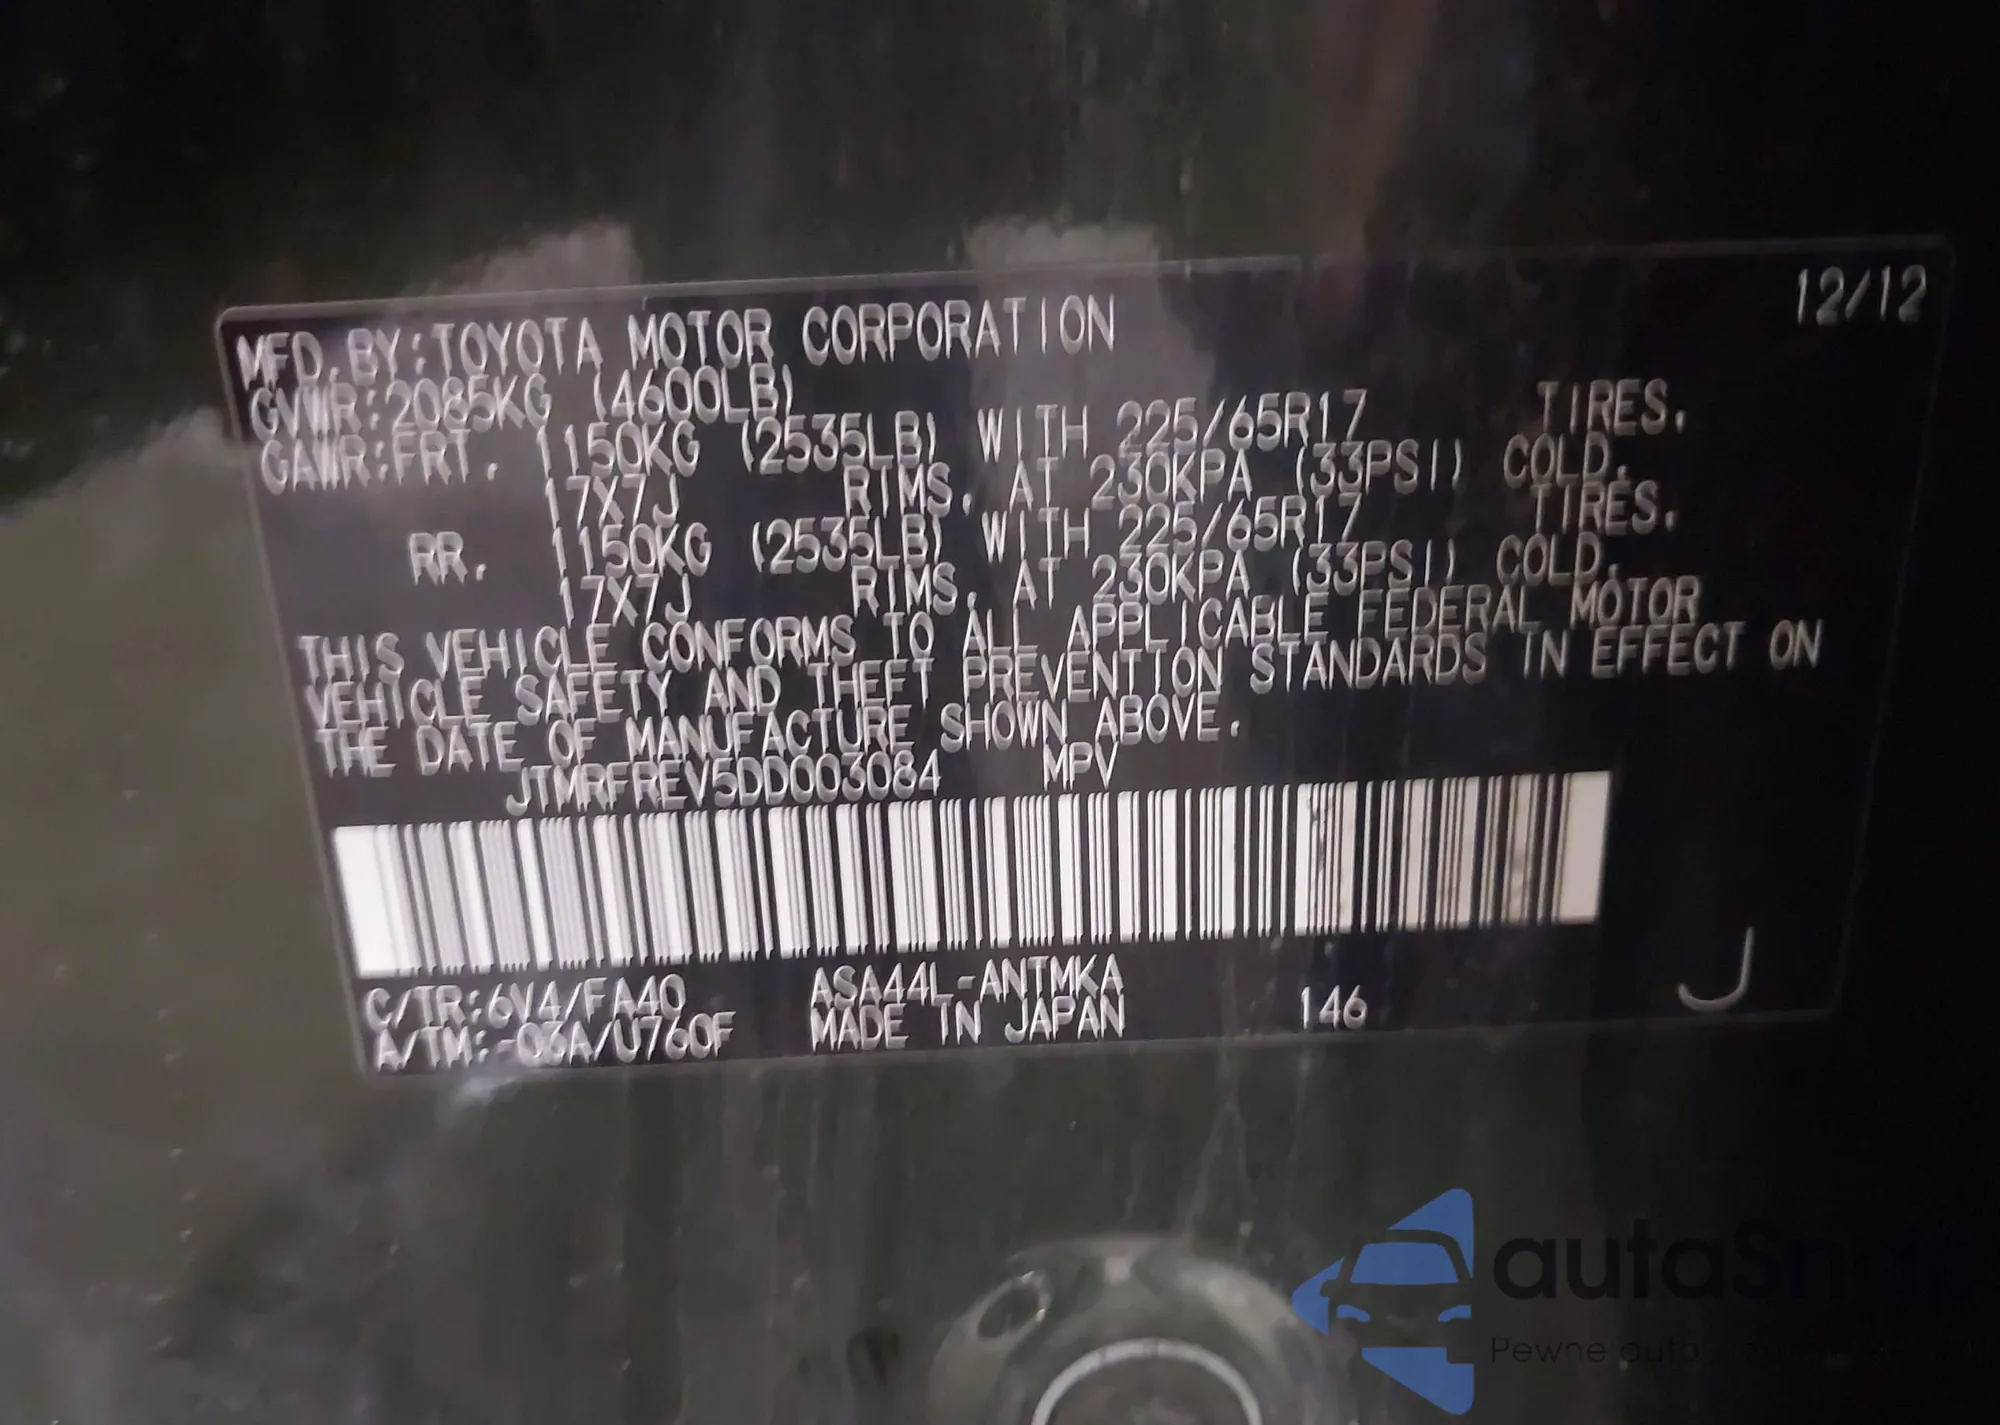 12/12
MFD.BY:TOYOTA MOTOR CORPORATION
GVWR:2085KG (4600LB)
GAWR:FRT. 1150KG (2535LB) WITH 225/65R17 TIRES.
17X7J RIMS, AT 230KPA (33PSI) COLD.
RR. 1150KG (2535LB) WITH 225/65R17 TIRES.
17X7J RIMS, AT 230KPA (33PSI) COLD.
THIS VEHICLE CONFORMS TO ALL APPLICABLE FEDERAL MOTOR
VEHICLE SAFETY AND THEFT PREVENTION STANDARDS IN EFFECT ON
THE DATE OF MANUFACTURE SHOWN ABOVE.
JTMRFREV5DD003084 MPV
C/TR:6V4/FA40 ASA44L-ANTMKA
A/TM:-03A/U760F MADE IN JAPAN 146
J
autaSnap
Pewne auta